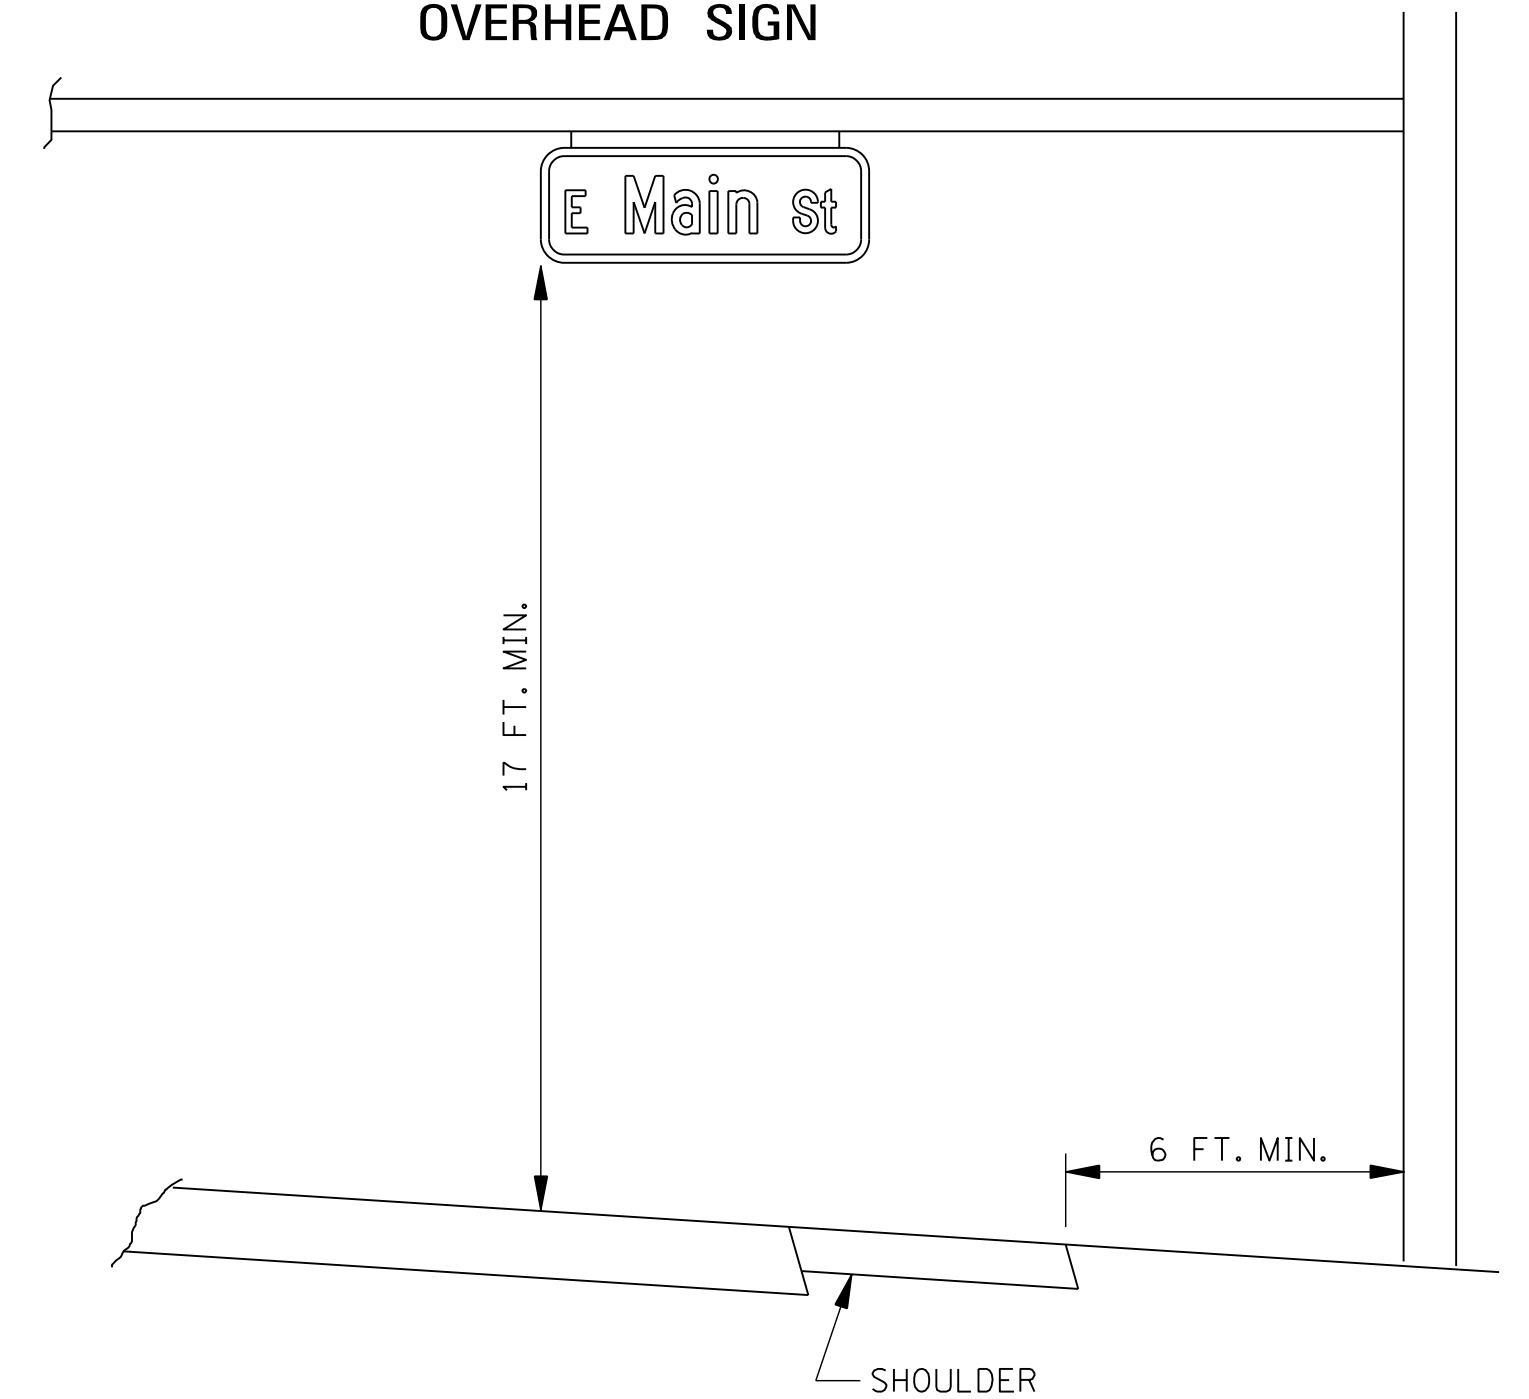 OVERHEAD SIGN
E Main St
17 FT. MIN.
6 FT. MIN.
SHOULDER